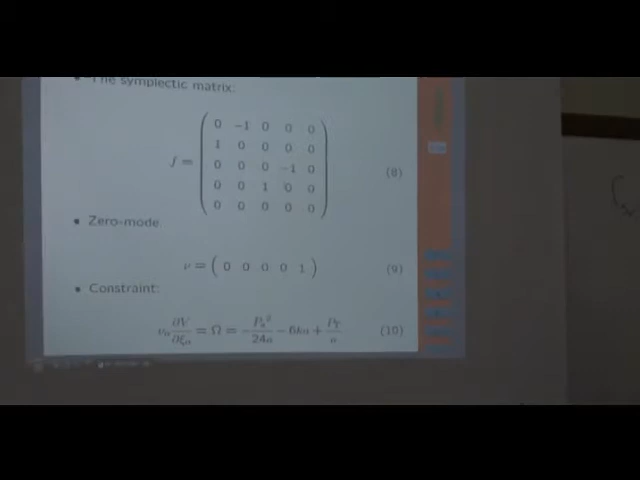 • The symplectic matrix:
f = ( 0 −1 0 0 0
1 0 0 0 0
0 0 0 −1 0
0 0 1 0 0
0 0 0 0 0 ) (8)
• Zero-mode
ν = ( 0 0 0 0 1 ) (9)
• Constraint:
ν_α ∂V/∂ξ_α = Ω = −P_a²/24a − 6ka + P_T/a (10)